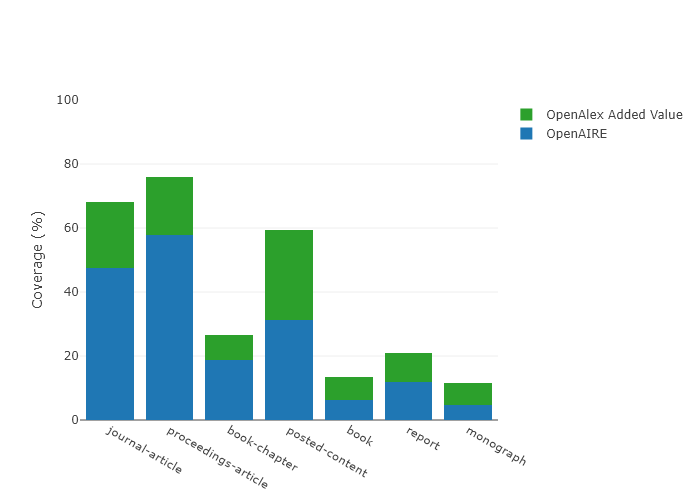 OpenAlex Added Value
OpenAIRE
Coverage (%)
100
80
60
40
20
0
journal-article
proceedings-article
book-chapter
posted-content
book
report
monograph